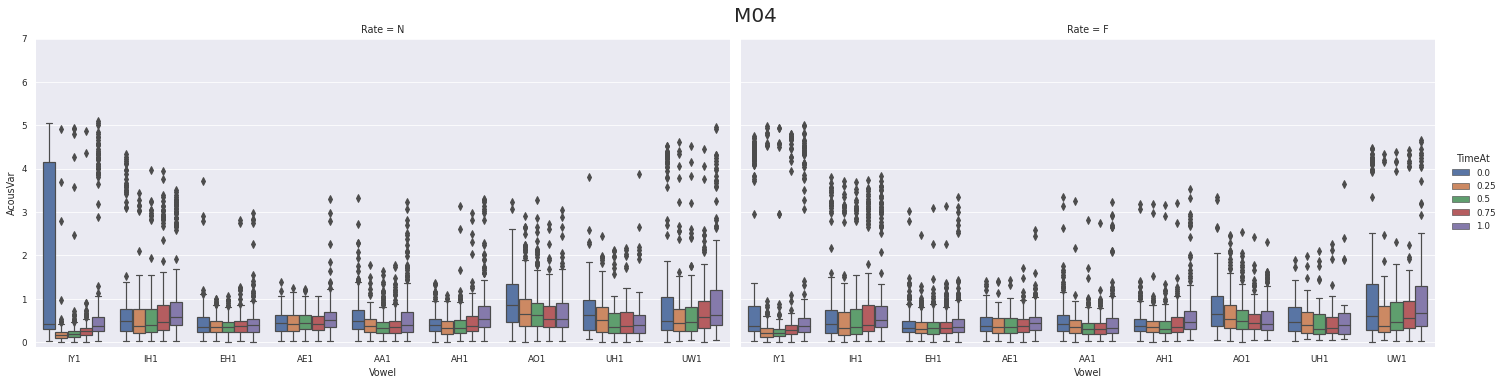 M04
Rate = N
Rate = F
7
6
5
4
3
2
1
0
AcousVar
IY1 IH1 EH1 AE1 AA1 AH1 AO1 UH1 UW1
Vowel
IY1 IH1 EH1 AE1 AA1 AH1 AO1 UH1 UW1
Vowel
TimeAt
0.0
0.25
0.5
0.75
1.0